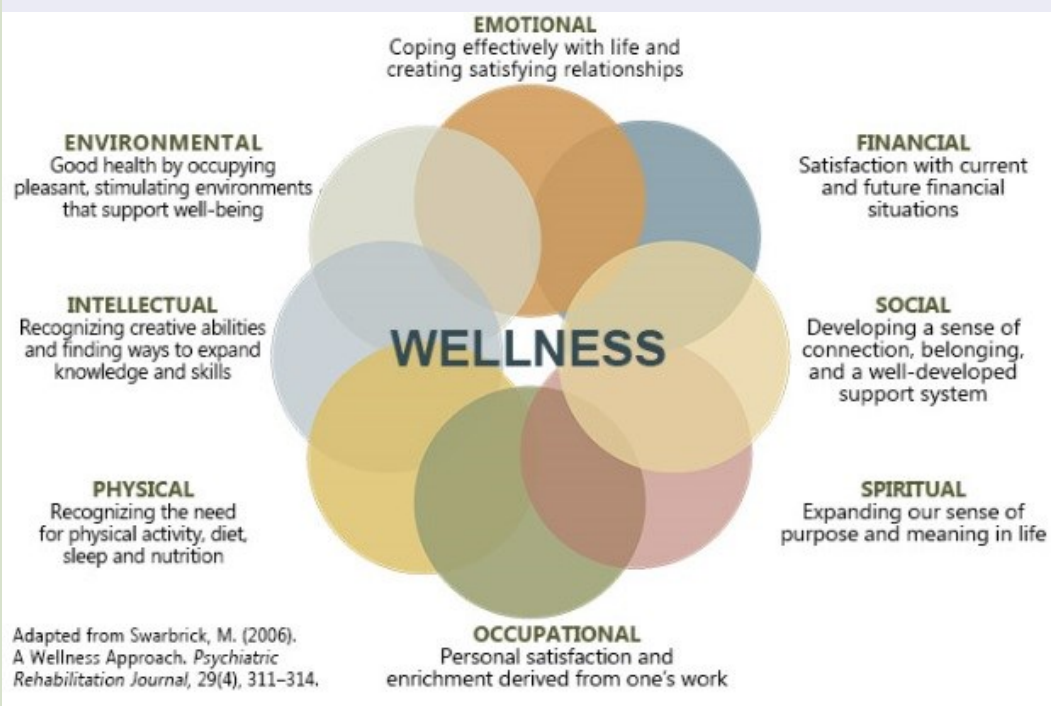 EMOTIONAL
Coping effectively with life and
creating satisfying relationships
ENVIRONMENTAL
Good health by occupying
pleasant, stimulating environments
that support well-being
FINANCIAL
Satisfaction with current
and future financial
situations
INTELLECTUAL
Recognizing creative abilities
and finding ways to expand
knowledge and skills
WELLNESS
SOCIAL
Developing a sense of
connection, belonging,
and a well-developed
support system
PHYSICAL
Recognizing the need
for physical activity, diet,
sleep and nutrition
SPIRITUAL
Expanding our sense of
purpose and meaning in life
OCCUPATIONAL
Personal satisfaction and
enrichment derived from one's work
Adapted from Swarbrick, M. (2006).
A Wellness Approach. Psychiatric
Rehabilitation Journal, 29(4), 311–314.